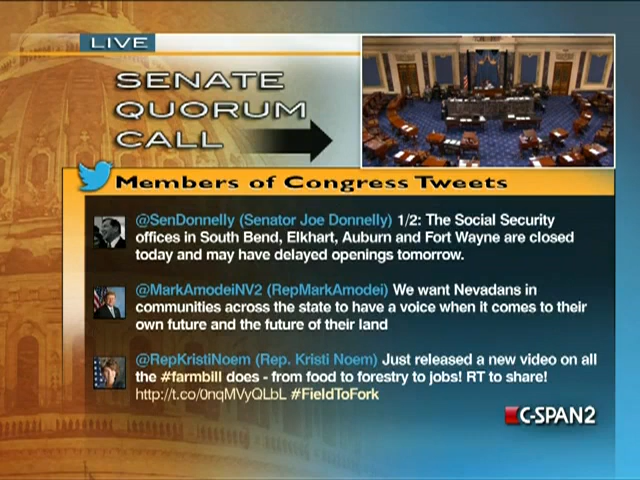 LIVE
SENATE
QUORUM
CALL
Members of Congress Tweets
@SenDonnelly (Senator Joe Donnelly) 1/2: The Social Security
offices in South Bend, Elkhart, Auburn and Fort Wayne are closed
today and may have delayed openings tomorrow.
@MarkAmodeiNV2 (RepMarkAmodei) We want Nevadans in
communities across the state to have a voice when it comes to their
own future and the future of their land
@RepKristiNoem (Rep. Kristi Noem) Just released a new video on all
the #farmbill does - from food to forestry to jobs! RT to share!
http://t.co/0nqMVyQLbL #FieldToFork
C-SPAN2